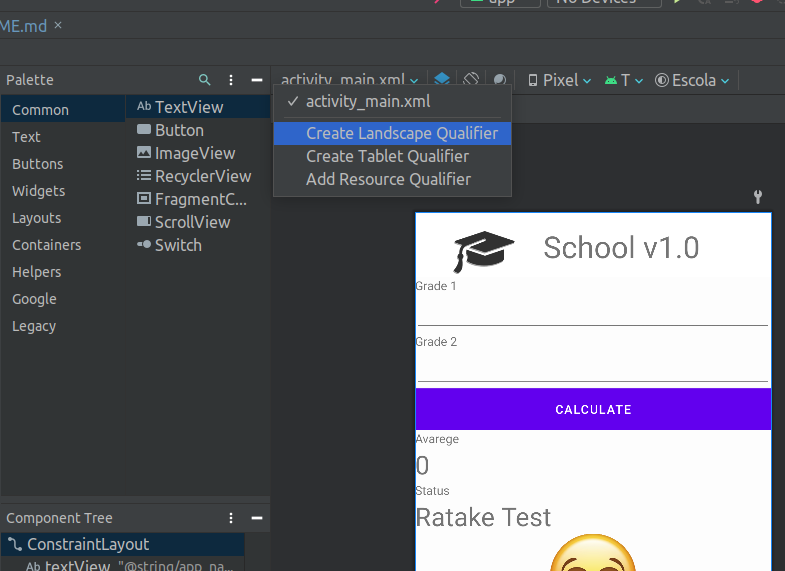 app
No Devices
ME.md ×
Palette
activity_main.xml
Pixel
T
Escola
Common
Text
Buttons
Widgets
Layouts
Containers
Helpers
Google
Legacy
Ab TextView
Button
ImageView
RecyclerView
FragmentC...
ScrollView
Switch
activity_main.xml
Create Landscape Qualifier
Create Tablet Qualifier
Add Resource Qualifier
School v1.0
Grade 1
Grade 2
CALCULATE
Avarege
0
Status
Ratake Test
Component Tree
ConstraintLayout
Ab textView "@string/app_na...